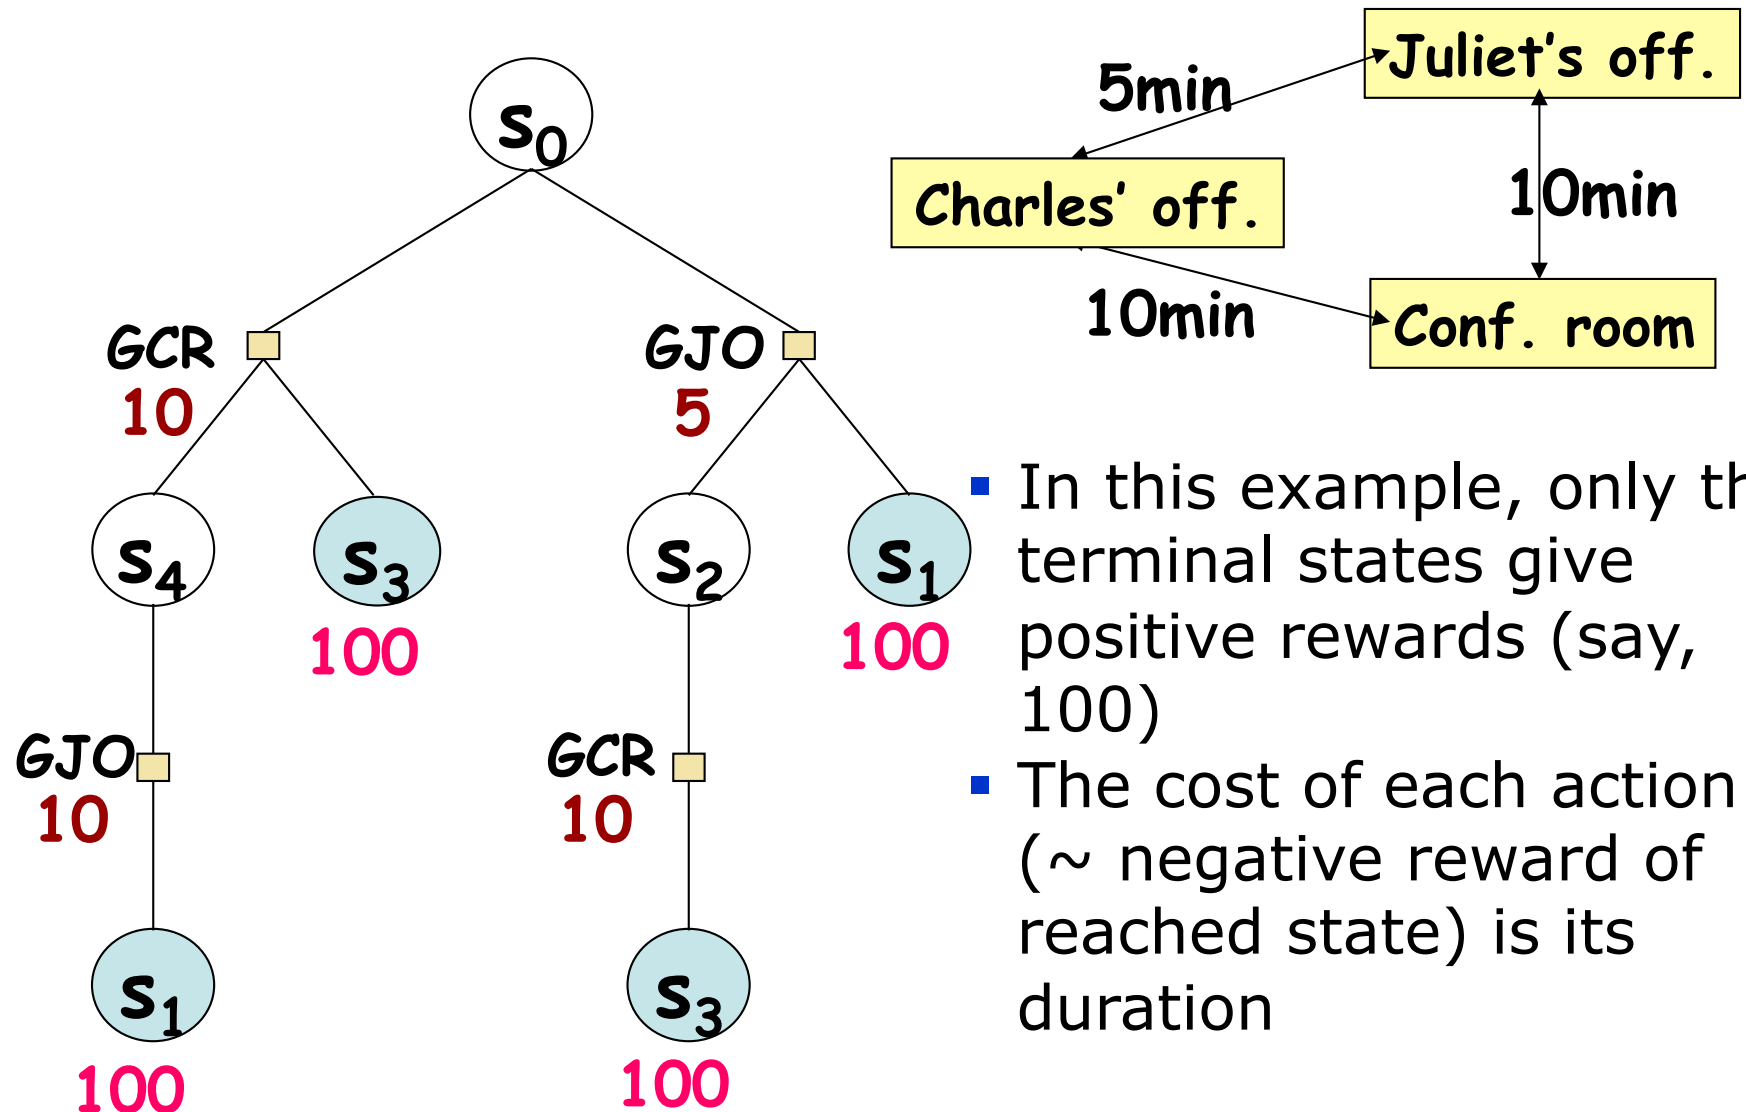 s0
GCR
10
GJO
5
s4
s3
s2
s1
100
100
GJO
10
GCR
10
s1
s3
100
100
Juliet's off.
5min
Charles' off.
10min
10min
Conf. room
▪ In this example, only th
terminal states give
positive rewards (say,
100)
▪ The cost of each action
(~ negative reward of
reached state) is its
duration